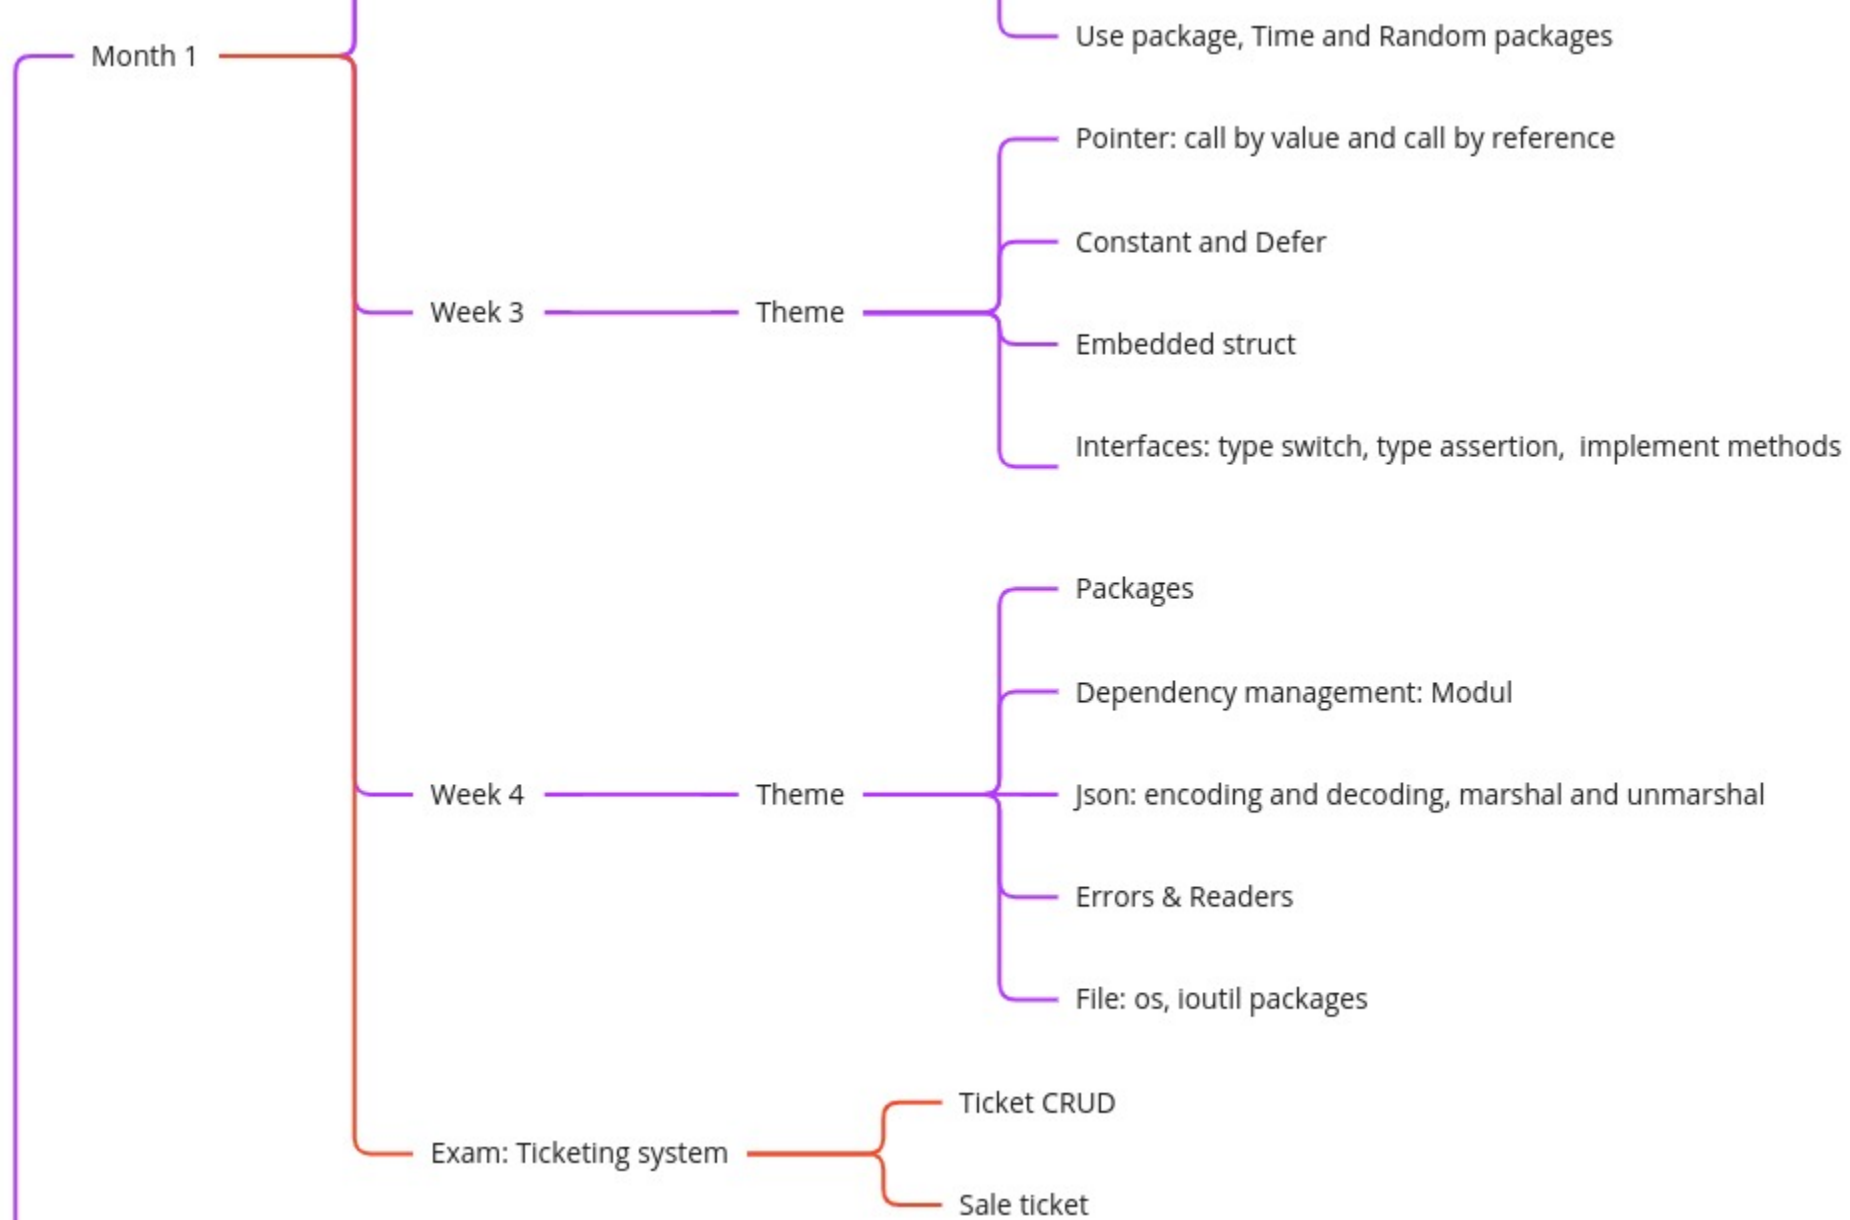 Month 1
Use package, Time and Random packages
Week 3
Theme
Pointer: call by value and call by reference
Constant and Defer
Embedded struct
Interfaces: type switch, type assertion,  implement methods
Week 4
Theme
Packages
Dependency management: Modul
Json: encoding and decoding, marshal and unmarshal
Errors & Readers
File: os, ioutil packages
Exam: Ticketing system
Ticket CRUD
Sale ticket